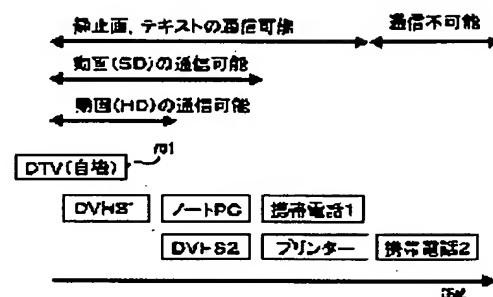 静止画、テキストの通信可能
通信不可能
動画(SD)の通信可能
動画(HD)の通信可能
DTV(自機)
ノートPC
携帯電話1
プリンター
携帯電話2
距離